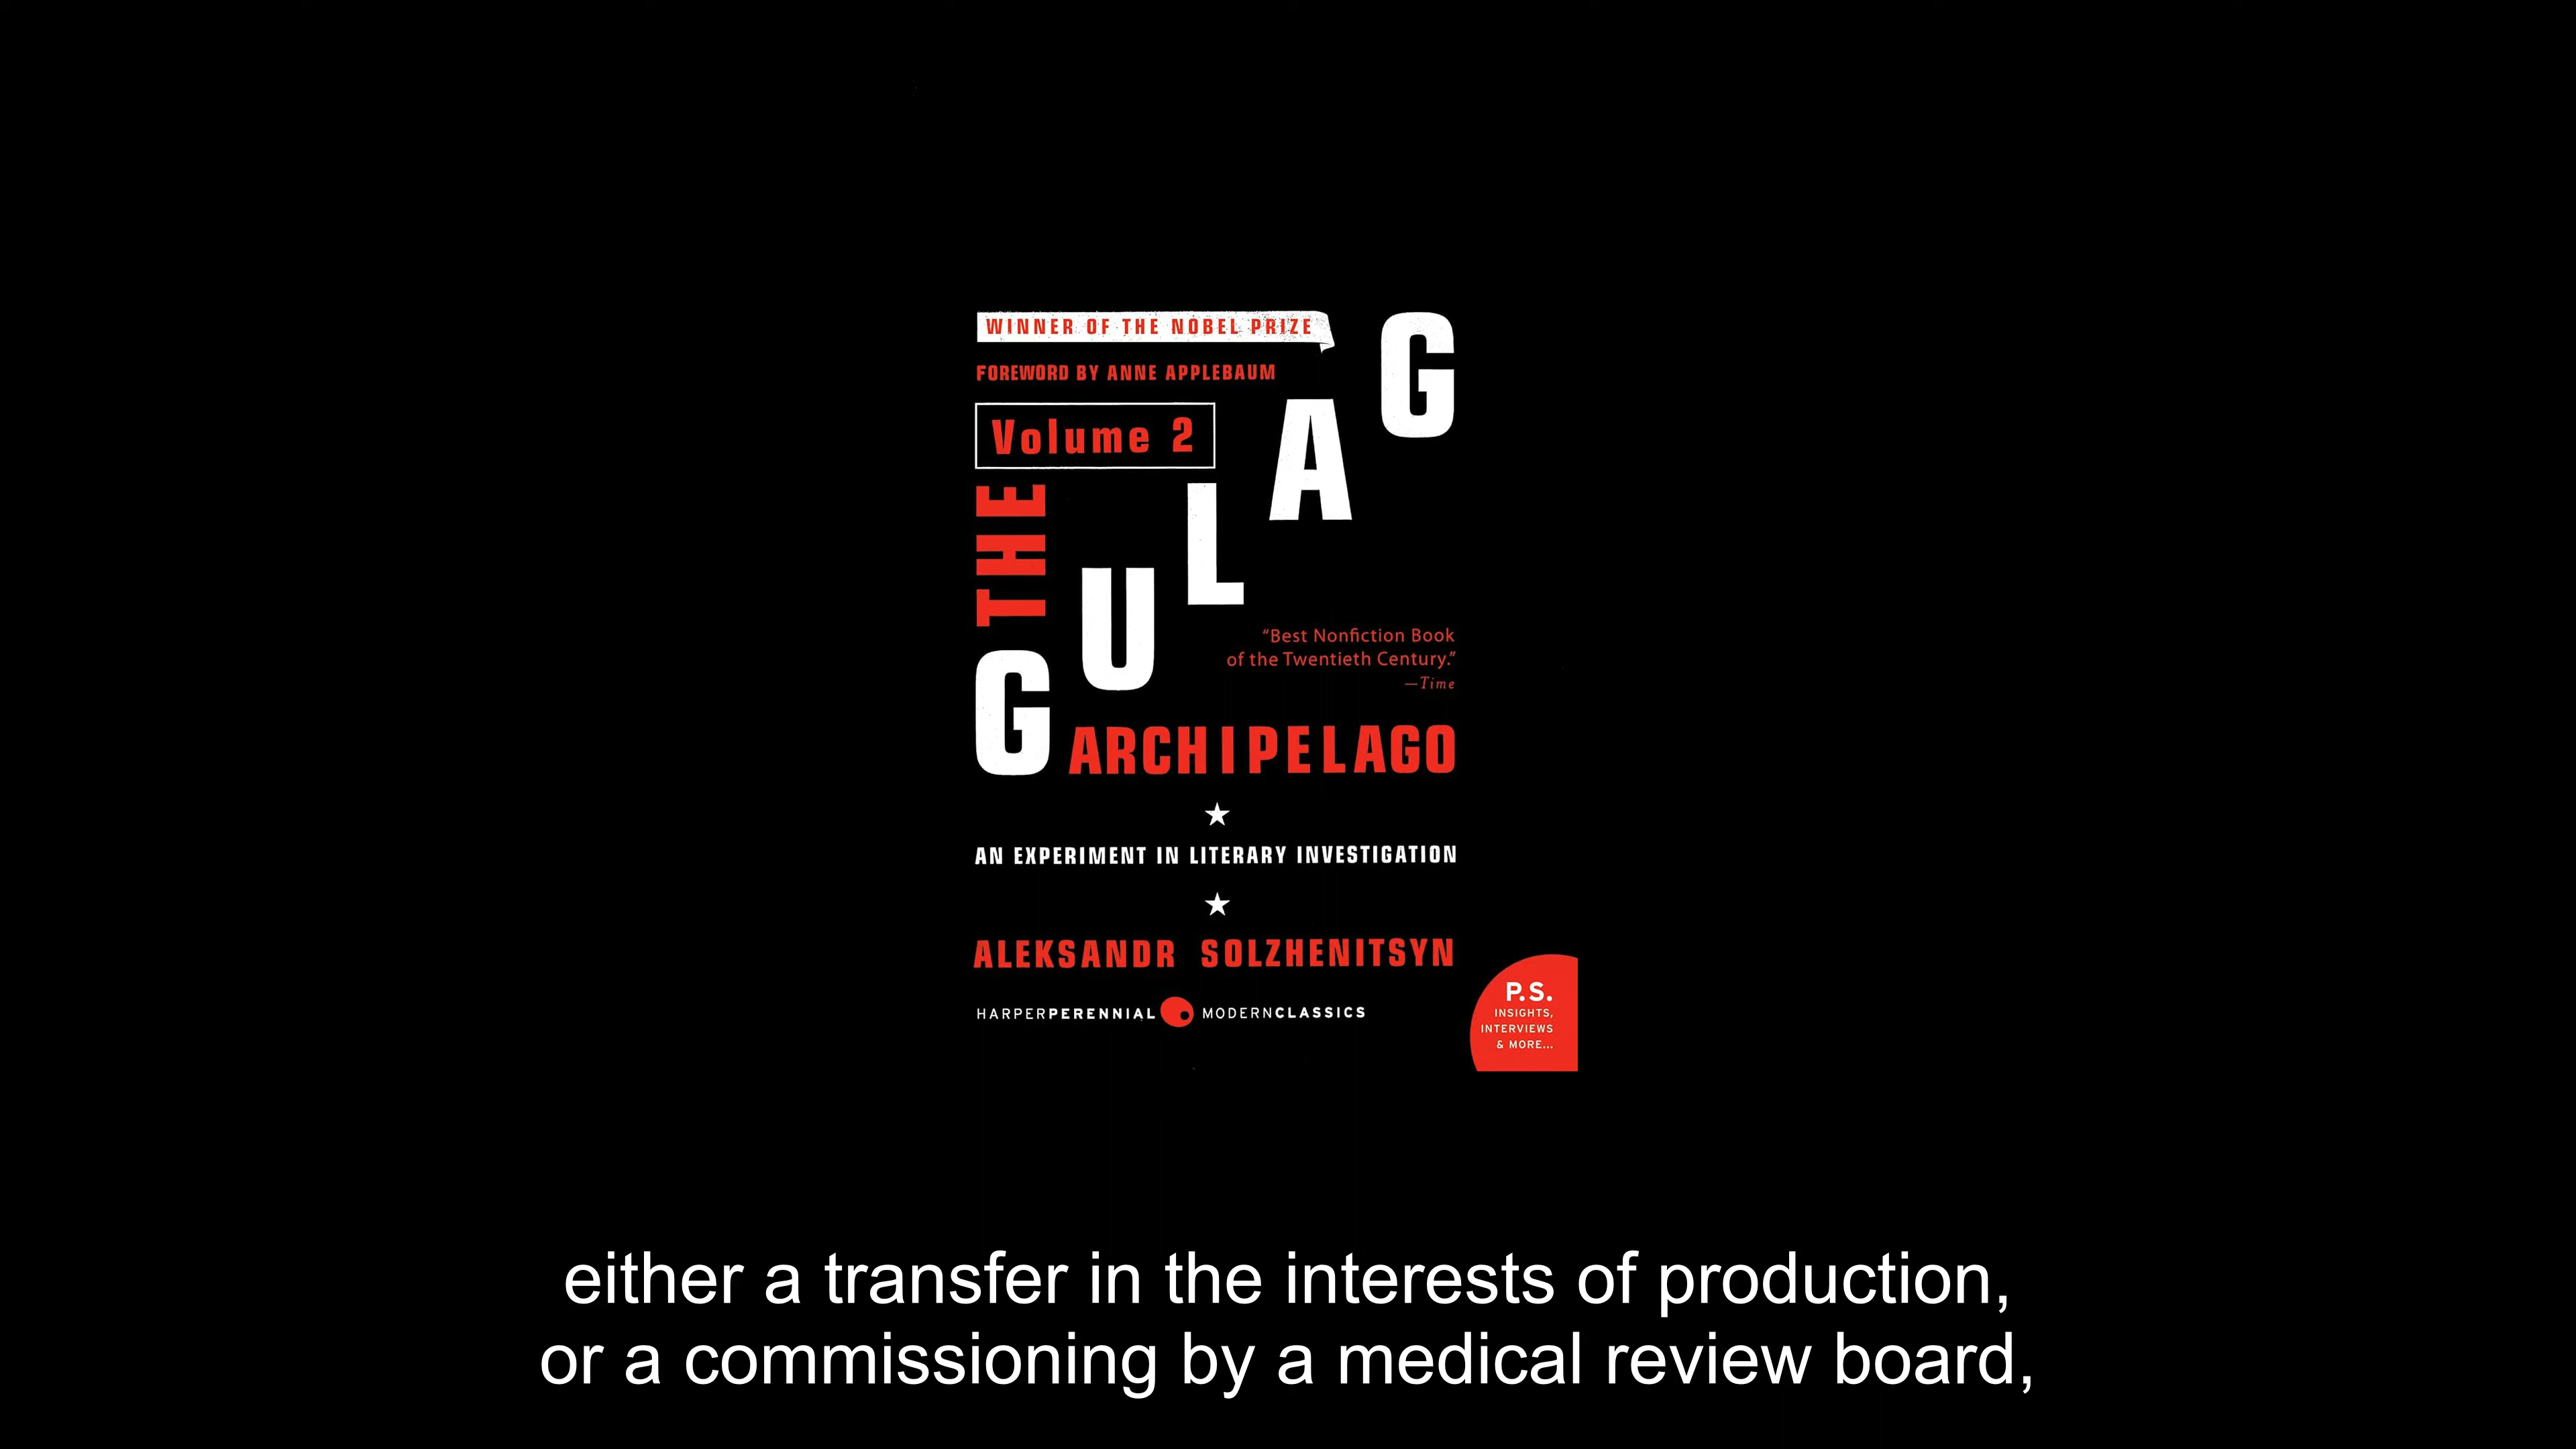 WINNER OF THE NOBEL PRIZE
FOREWORD BY ANNE APPLEBAUM
Volume 2
THE
GULAG
ARCHIPELAGO
“Best Nonfiction Book
of the Twentieth Century.”
—Time
AN EXPERIMENT IN LITERARY INVESTIGATION
ALEKSANDR SOLZHENITSYN
HARPERPERENNIAL MODERNCLASSICS
P.S.
INSIGHTS,
INTERVIEWS
& MORE...
either a transfer in the interests of production,
or a commissioning by a medical review board,